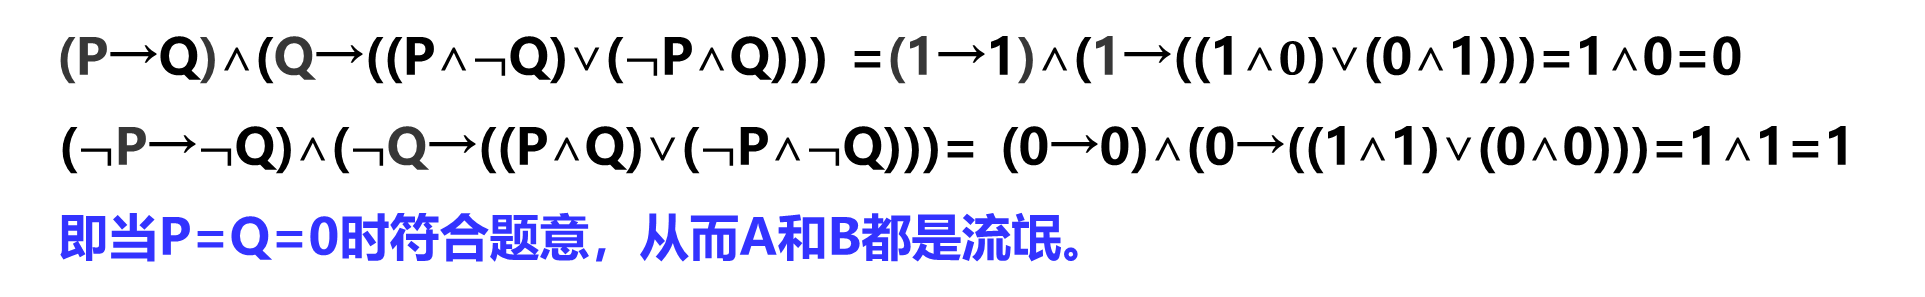 (P→Q)∧(Q→((P∧¬Q)∨(¬P∧Q))) =(1→1)∧(1→((1∧0)∨(0∧1)))=1∧0=0
(¬P→¬Q)∧(¬Q→((P∧Q)∨(¬P∧¬Q)))= (0→0)∧(0→((1∧1)∨(0∧0)))=1∧1=1
即当P=Q=0时符合题意，从而A和B都是流氓。